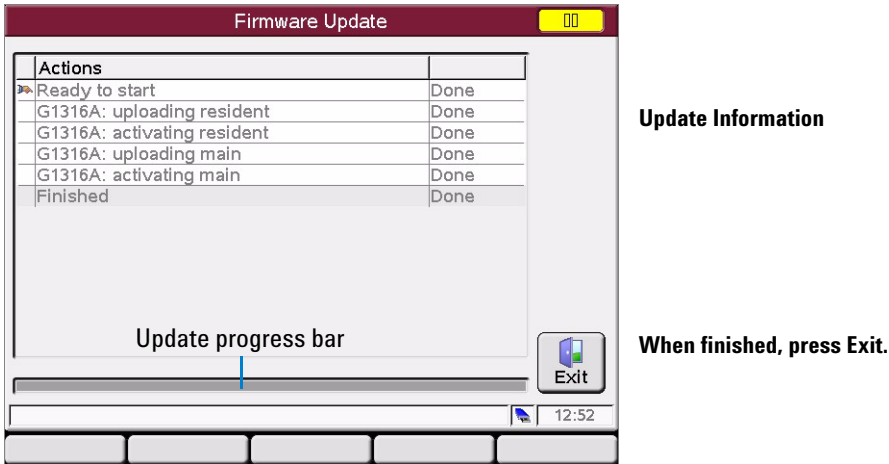 Firmware Update
Actions
Ready to start Done
G1316A: uploading resident Done
G1316A: activating resident Done
G1316A: uploading main Done
G1316A: activating main Done
Finished Done
Update Information
Update progress bar
When finished, press Exit.
Exit
12:52